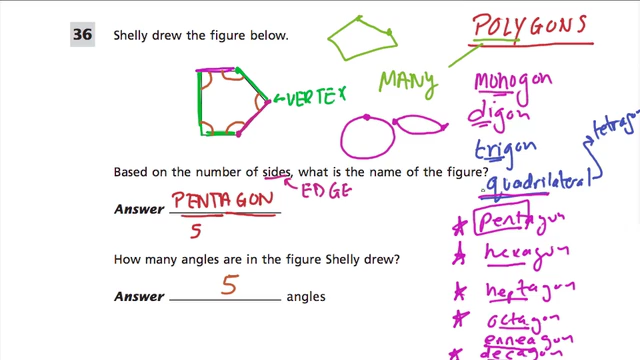 36 Shelly drew the figure below.
POLYGONS
MANY
VERTEX
monogon
digon
trigon
tetragon
Based on the number of sides, what is the name of the figure?
quadrilateral
EDGE
Answer PENTAGON
5
pentagon
hexagon
How many angles are in the figure Shelly drew?
heptagon
Answer 5 angles
octagon
enneagon
decagon